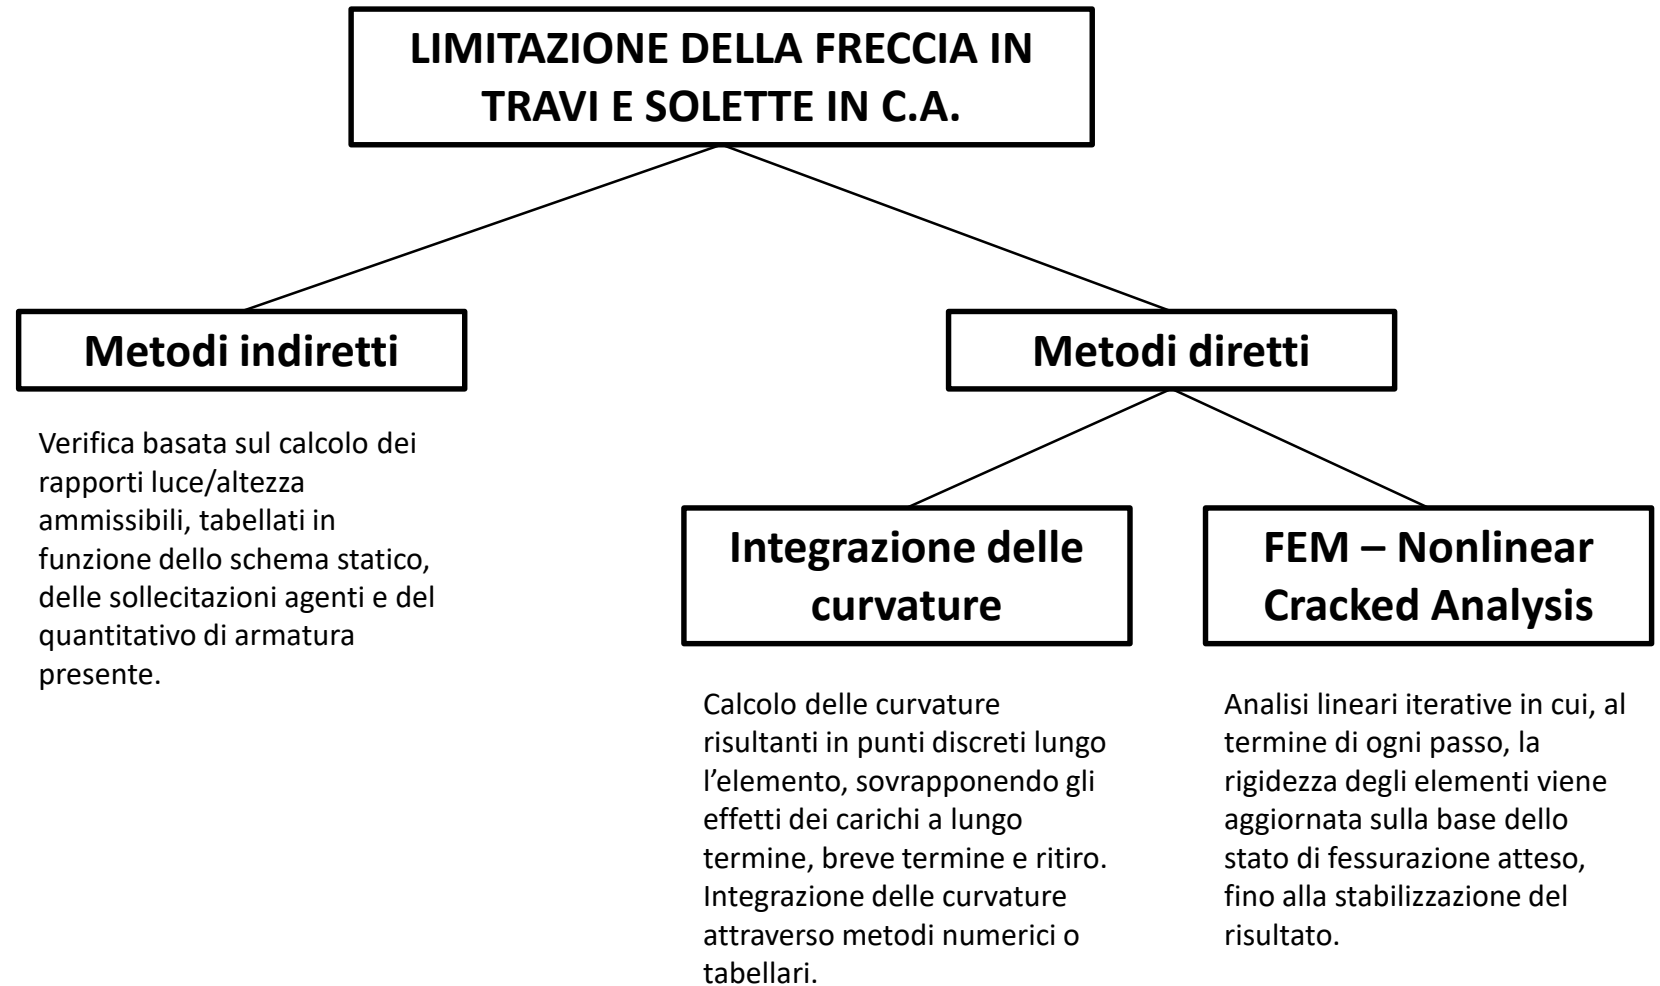 LIMITAZIONE DELLA FRECCIA IN
TRAVI E SOLETTE IN C.A.
Metodi indiretti
Verifica basata sul calcolo dei
rapporti luce/altezza
ammissibili, tabellati in
funzione dello schema statico,
delle sollecitazioni agenti e del
quantitativo di armatura
presente.
Metodi diretti
Integrazione delle
curvature
Calcolo delle curvature
risultanti in punti discreti lungo
l’elemento, sovrapponendo gli
effetti dei carichi a lungo
termine, breve termine e ritiro.
Integrazione delle curvature
attraverso metodi numerici o
tabellari.
FEM – Nonlinear
Cracked Analysis
Analisi lineari iterative in cui, al
termine di ogni passo, la
rigidezza degli elementi viene
aggiornata sulla base dello
stato di fessurazione atteso,
fino alla stabilizzazione del
risultato.